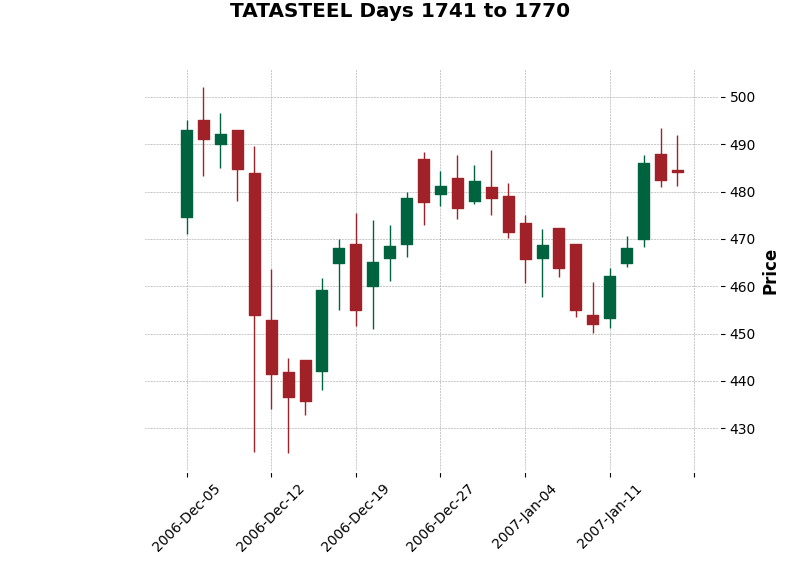 TATASTEEL Days 1741 to 1770
500
490
480
470
460
450
440
430
Price
2006-Dec-05
2006-Dec-12
2006-Dec-19
2006-Dec-27
2007-Jan-04
2007-Jan-11